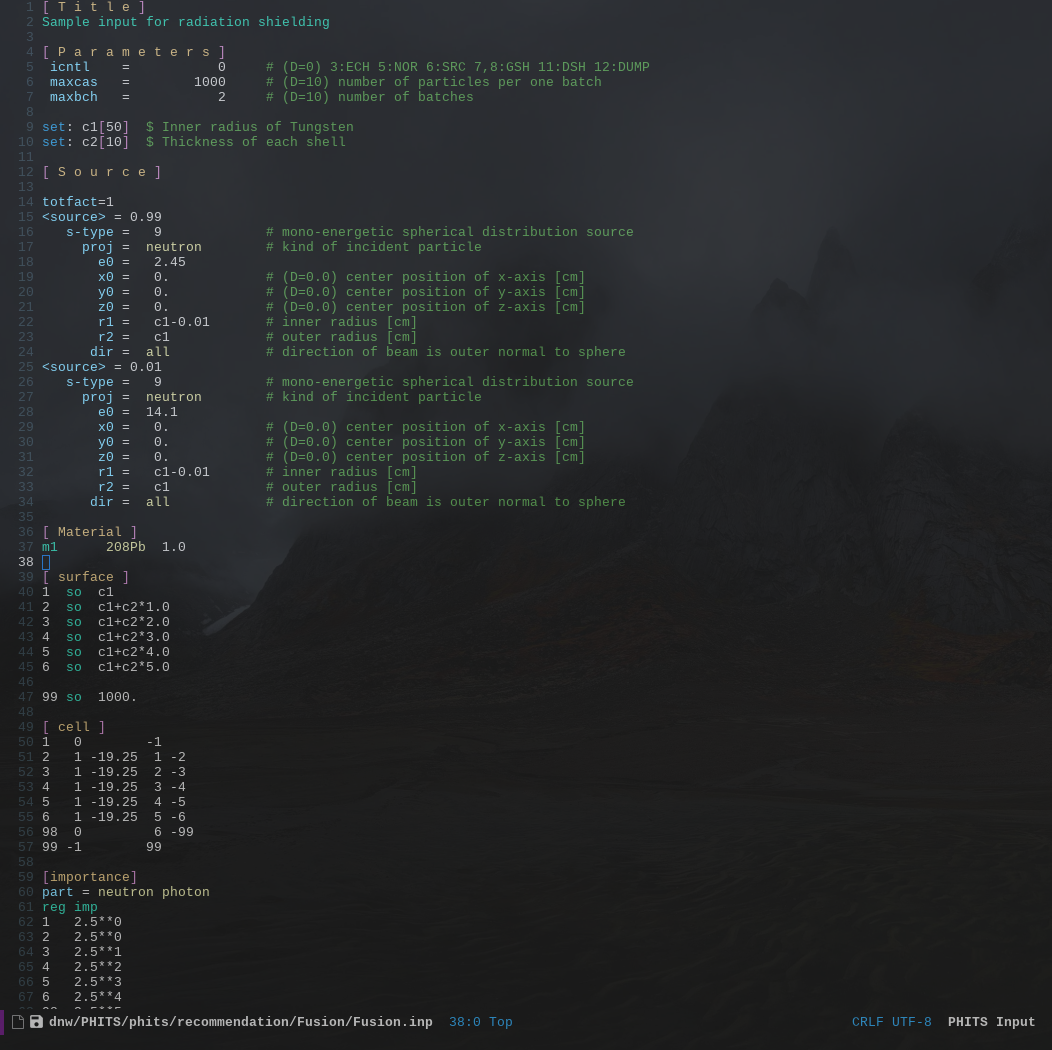 1 [ T i t l e ]
2 Sample input for radiation shielding
3
4 [ P a r a m e t e r s ]
5  icntl    =           0     # (D=0) 3:ECH 5:NOR 6:SRC 7,8:GSH 11:DSH 12:DUMP
6  maxcas   =        1000     # (D=10) number of particles per one batch
7  maxbch   =           2     # (D=10) number of batches
8
9 set: c1[50]  $ Inner radius of Tungsten
10 set: c2[10]  $ Thickness of each shell
11
12 [ S o u r c e ]
13
14 totfact=1
15 <source> = 0.99
16    s-type =   9             # mono-energetic spherical distribution source
17      proj =  neutron        # kind of incident particle
18        e0 =   2.45
19        x0 =   0.            # (D=0.0) center position of x-axis [cm]
20        y0 =   0.            # (D=0.0) center position of y-axis [cm]
21        z0 =   0.            # (D=0.0) center position of z-axis [cm]
22        r1 =   c1-0.01       # inner radius [cm]
23        r2 =   c1            # outer radius [cm]
24       dir =  all            # direction of beam is outer normal to sphere
25 <source> = 0.01
26    s-type =   9             # mono-energetic spherical distribution source
27      proj =  neutron        # kind of incident particle
28        e0 =  14.1
29        x0 =   0.            # (D=0.0) center position of x-axis [cm]
30        y0 =   0.            # (D=0.0) center position of y-axis [cm]
31        z0 =   0.            # (D=0.0) center position of z-axis [cm]
32        r1 =   c1-0.01       # inner radius [cm]
33        r2 =   c1            # outer radius [cm]
34       dir =  all            # direction of beam is outer normal to sphere
35
36 [ Material ]
37 m1      208Pb  1.0
38
39 [ surface ]
40 1  so  c1
41 2  so  c1+c2*1.0
42 3  so  c1+c2*2.0
43 4  so  c1+c2*3.0
44 5  so  c1+c2*4.0
45 6  so  c1+c2*5.0
46
47 99 so  1000.
48
49 [ cell ]
50 1   0        -1
51 2   1 -19.25  1 -2
52 3   1 -19.25  2 -3
53 4   1 -19.25  3 -4
54 5   1 -19.25  4 -5
55 6   1 -19.25  5 -6
56 98  0         6 -99
57 99 -1        99
58
59 [importance]
60 part = neutron photon
61 reg imp
62 1   2.5**0
63 2   2.5**0
64 3   2.5**1
65 4   2.5**2
66 5   2.5**3
67 6   2.5**4
dnw/PHITS/phits/recommendation/Fusion/Fusion.inp  38:0 Top  CRLF UTF-8  PHITS Input